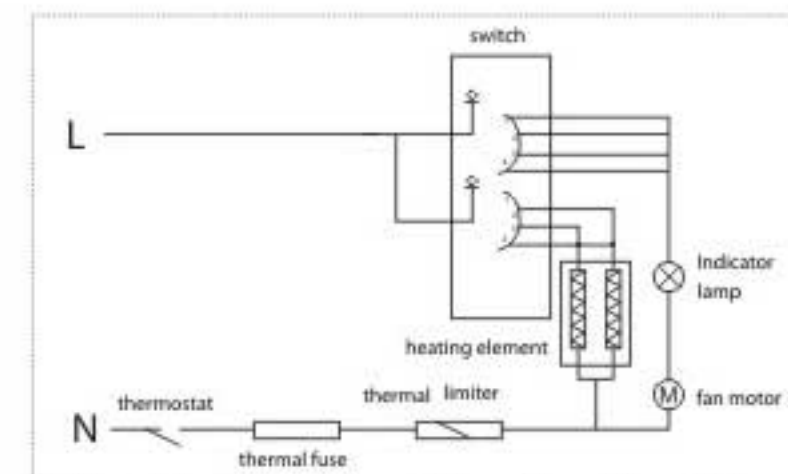 switch
L
Indicator
lamp
heating element
thermal limiter
M fan motor
thermostat
N
thermal fuse